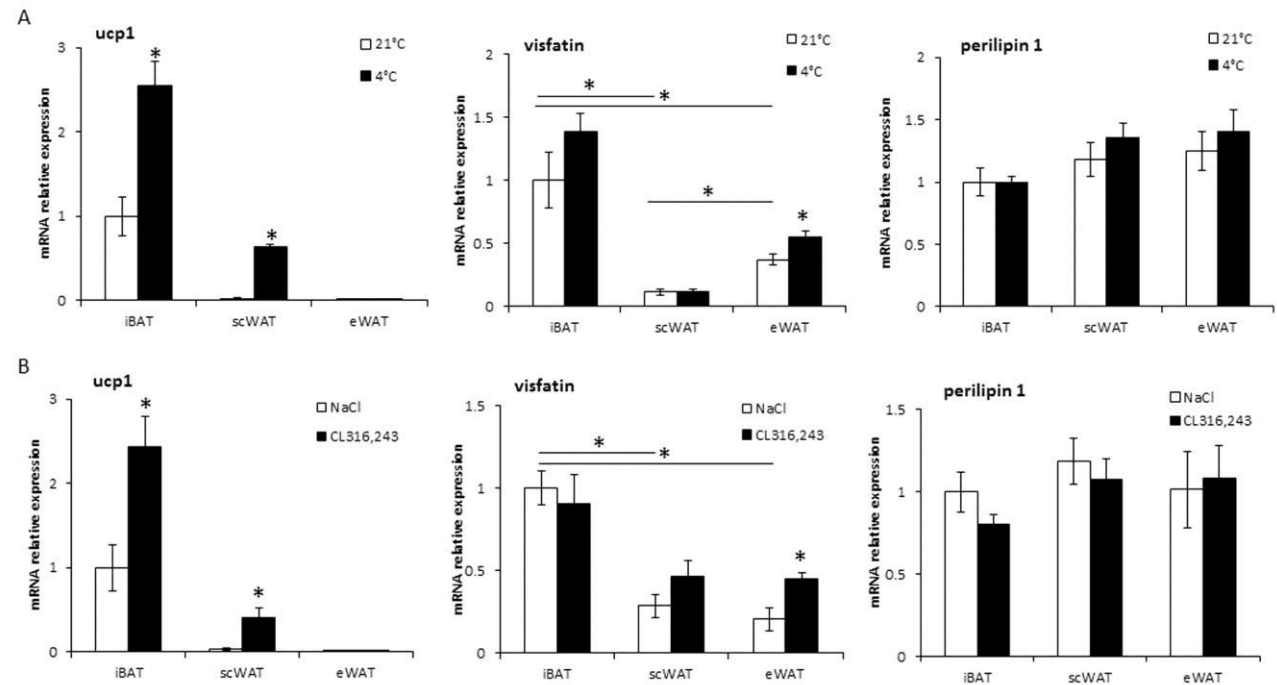 A
ucp1
mRNA relative expression
3
2
1
0
*
*
□ 21°C
■ 4°C
iBAT scWAT eWAT
visfatin
mRNA relative expression
2
1.5
1
0.5
0
*
*
*
*
□ 21°C
■ 4°C
iBAT scWAT eWAT
perilipin 1
mRNA relative expression
2
1.5
1
0.5
0
□ 21°C
■ 4°C
iBAT scWAT eWAT
B
ucp1
mRNA relative expression
3
2
1
0
*
*
□ NaCl
■ CL316,243
iBAT scWAT eWAT
visfatin
mRNA relative expression
1.5
1
0.5
0
*
*
*
□ NaCl
■ CL316,243
iBAT scWAT eWAT
perilipin 1
mRNA relative expression
1.5
1
0.5
0
□ NaCl
■ CL316,243
iBAT scWAT eWAT